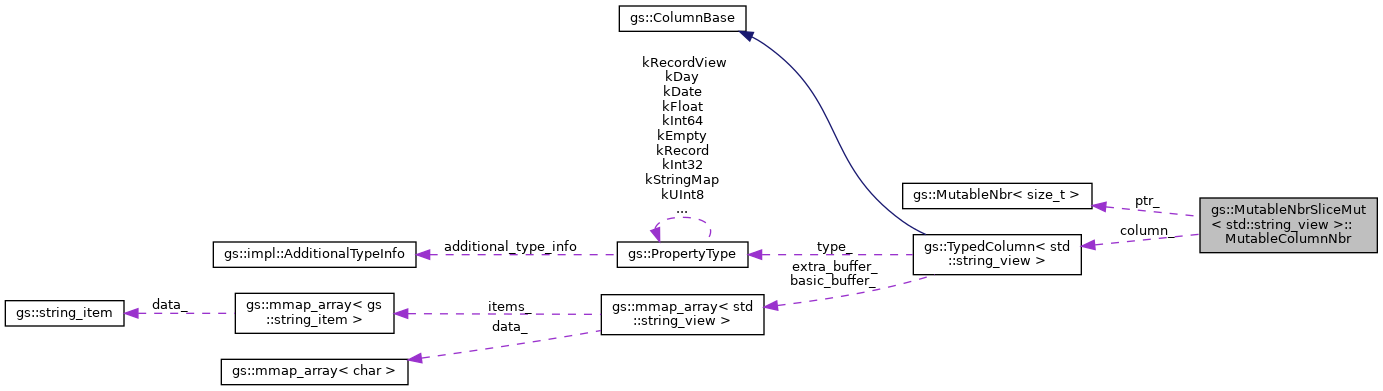 gs::ColumnBase
kRecordView
kDay
kDate
kFloat
kInt64
kEmpty
kRecord
kInt32
kStringMap
kUInt8
...
gs::MutableNbr< size_t >
ptr_
gs::MutableNbrSliceMut
< std::string_view >::
MutableColumnNbr
column_
gs::TypedColumn< std
::string_view >
type_
gs::PropertyType
additional_type_info
gs::impl::AdditionalTypeInfo
extra_buffer_
basic_buffer_
gs::mmap_array< std
::string_view >
items_
gs::mmap_array< gs
::string_item >
data_
gs::string_item
data_
gs::mmap_array< char >